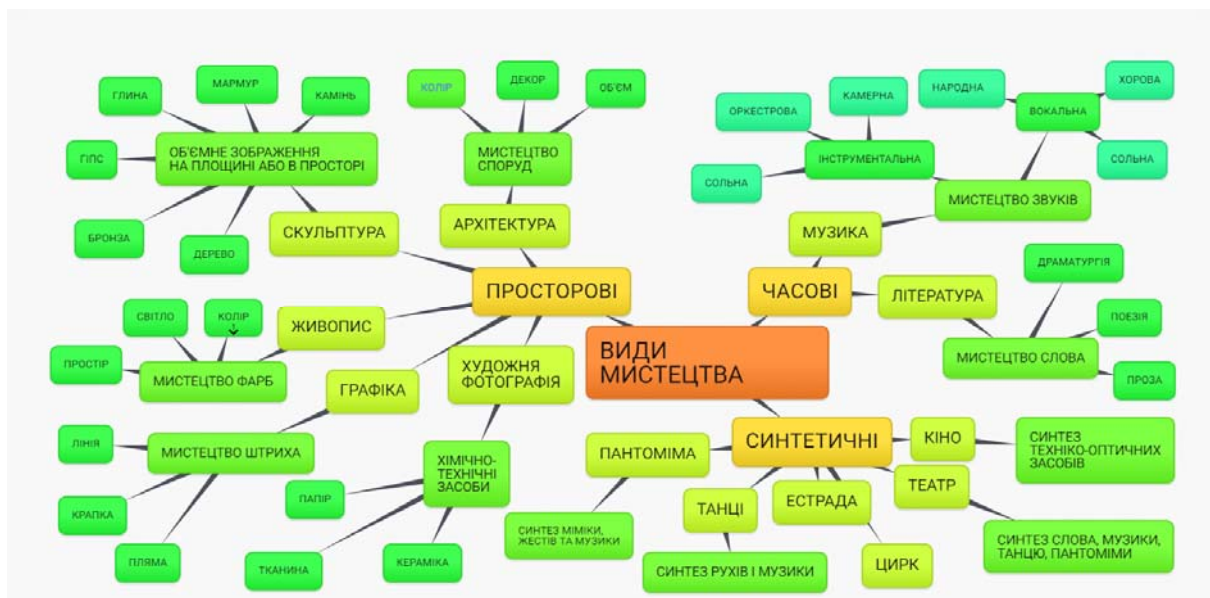 ВИДИ
МИСТЕЦТВА
ПРОСТОРОВІ
СКУЛЬПТУРА
ОБ'ЄМНЕ ЗОБРАЖЕННЯ
НА ПЛОЩИНІ АБО В ПРОСТОРІ
ГЛИНА
МАРМУР
КАМІНЬ
ГІПС
БРОНЗА
ДЕРЕВО
АРХІТЕКТУРА
МИСТЕЦТВО
СПОРУД
КОЛІР
ДЕКОР
ОБ'ЄМ
ЖИВОПИС
МИСТЕЦТВО ФАРБ
СВІТЛО
КОЛІР
ПРОСТІР
ГРАФІКА
МИСТЕЦТВО ШТРИХА
ЛІНІЯ
КРАПКА
ПЛЯМА
ХУДОЖНЯ
ФОТОГРАФІЯ
ХІМІЧНО-
ТЕХНІЧНІ
ЗАСОБИ
ПАПІР
ТКАНИНА
КЕРАМІКА
ЧАСОВІ
МУЗИКА
МИСТЕЦТВО ЗВУКІВ
ІНСТРУМЕНТАЛЬНА
ОРКЕСТРОВА
КАМЕРНА
СОЛЬНА
ВОКАЛЬНА
НАРОДНА
ХОРОВА
СОЛЬНА
ЛІТЕРАТУРА
МИСТЕЦТВО СЛОВА
ДРАМАТУРГІЯ
ПОЕЗІЯ
ПРОЗА
СИНТЕТИЧНІ
КІНО
СИНТЕЗ
ТЕХНІКО-ОПТИЧНИХ
ЗАСОБІВ
ТЕАТР
СИНТЕЗ СЛОВА, МУЗИКИ,
ТАНЦЮ, ПАНТОМІМИ
ЦИРК
ЕСТРАДА
ТАНЦІ
СИНТЕЗ РУХІВ І МУЗИКИ
ПАНТОМІМА
СИНТЕЗ МІМІКИ,
ЖЕСТІВ ТА МУЗИКИ